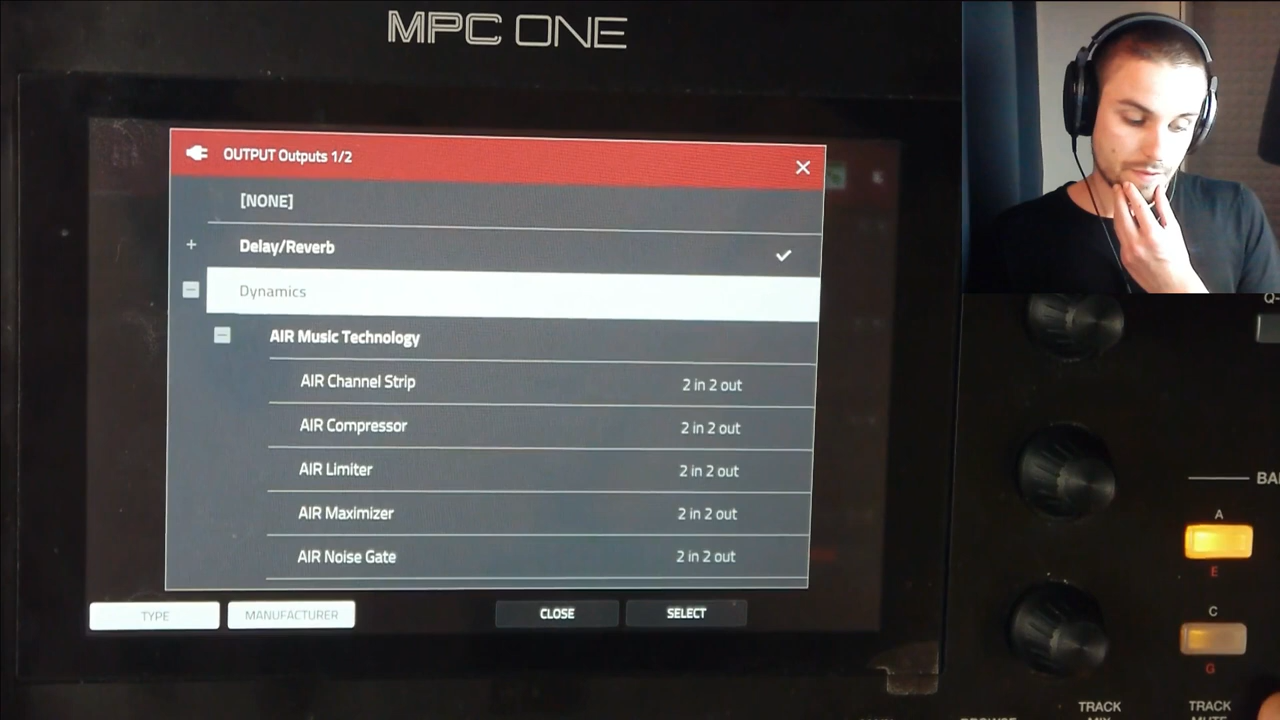 MPC ONE
OUTPUT Outputs 1/2
[NONE]
+ Delay/Reverb
Dynamics
AIR Music Technology
AIR Channel Strip 2 in 2 out
AIR Compressor 2 in 2 out
AIR Limiter 2 in 2 out
AIR Maximizer 2 in 2 out
AIR Noise Gate 2 in 2 out
TYPE MANUFACTURER CLOSE SELECT
A
E
C
G
TRACK
TRACK